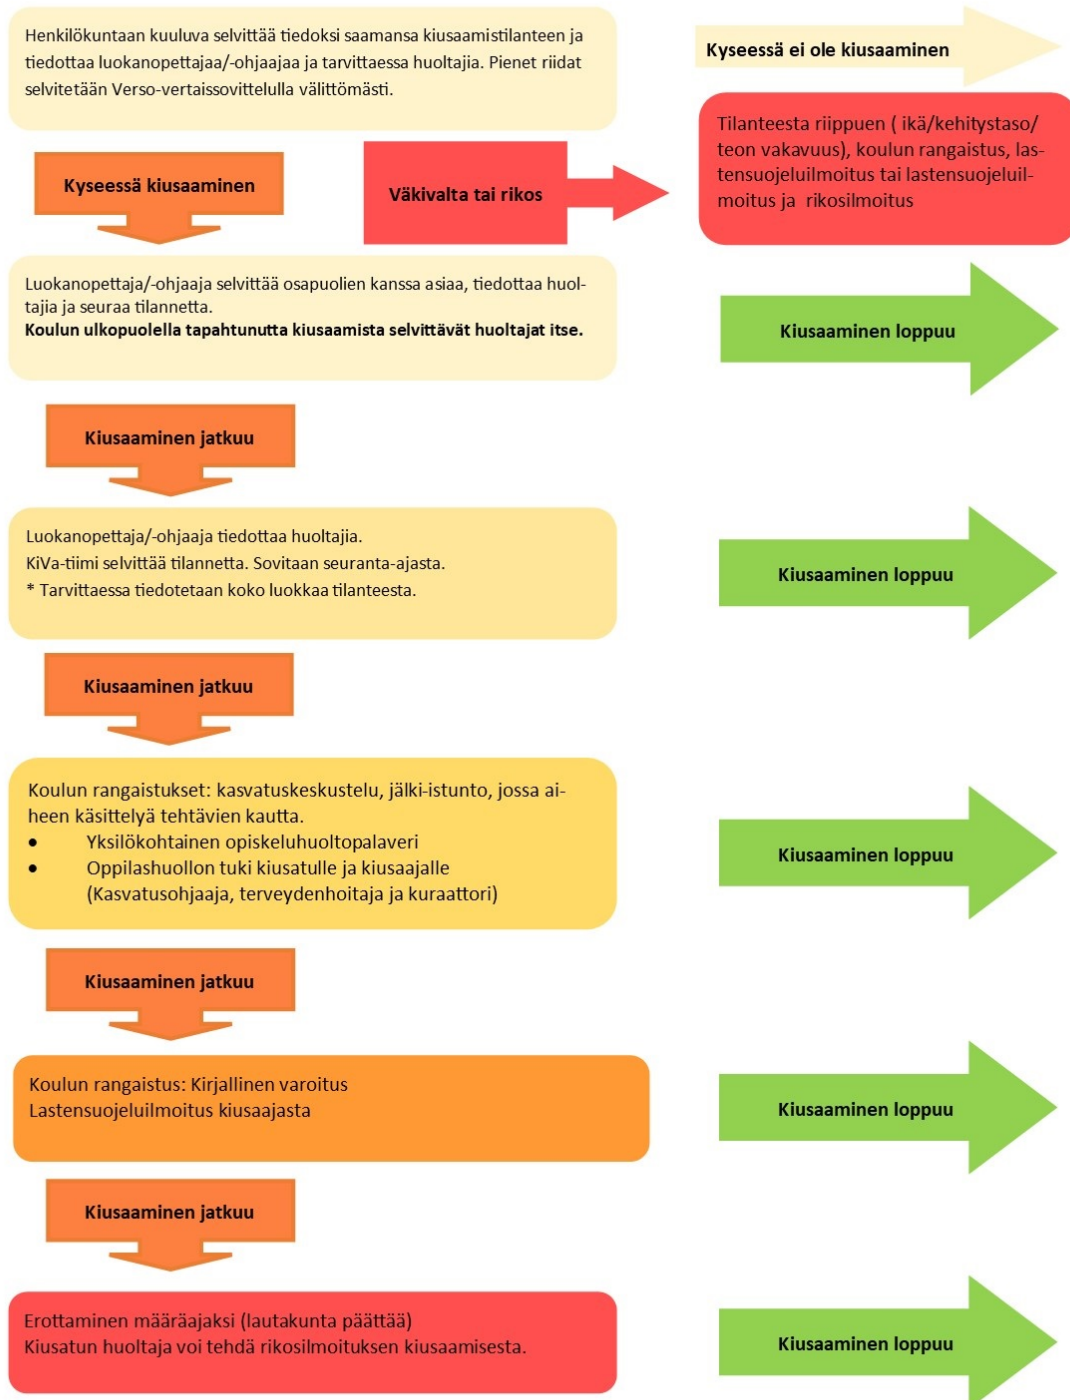 Henkilökuntaan kuuluva selvittää tiedoksi saamansa kiusaamistilanteen ja
tiedottaa luokanopettajaa/-ohjaajaa ja tarvittaessa huoltajia. Pienet riidat
selvitetään Verso-vertaissovittelulla välittömästi.
Kyseessä ei ole kiusaaminen
Kyseessä kiusaaminen
Väkivalta tai rikos
Tilanteesta riippuen ( ikä/kehitystaso/
teon vakavuus), koulun rangaistus, las-
tensuojeluilmoitus tai lastensuojeluil-
moitus ja rikosilmoitus
Luokanopettaja/-ohjaaja selvittää osapuolien kanssa asiaa, tiedottaa huol-
tajia ja seuraa tilannetta.
Koulun ulkopuolella tapahtunutta kiusaamista selvittävät huoltajat itse.
Kiusaaminen loppuu
Kiusaaminen jatkuu
Luokanopettaja/-ohjaaja tiedottaa huoltajia.
KiVa-tiimi selvittää tilannetta. Sovitaan seuranta-ajasta.
* Tarvittaessa tiedotetaan koko luokkaa tilanteesta.
Kiusaaminen loppuu
Kiusaaminen jatkuu
Koulun rangaistukset: kasvatuskeskustelu, jälki-istunto, jossa ai-
heen käsittelyä tehtävien kautta.
● Yksilökohtainen opiskeluhuoltopalaveri
● Oppilashuollon tuki kiusatulle ja kiusaajalle
(Kasvatusohjaaja, terveydenhoitaja ja kuraattori)
Kiusaaminen loppuu
Kiusaaminen jatkuu
Koulun rangaistus: Kirjallinen varoitus
Lastensuojeluilmoitus kiusaajasta
Kiusaaminen loppuu
Kiusaaminen jatkuu
Erottaminen määräajaksi (lautakunta päättää)
Kiusatun huoltaja voi tehdä rikosilmoituksen kiusaamisesta.
Kiusaaminen loppuu